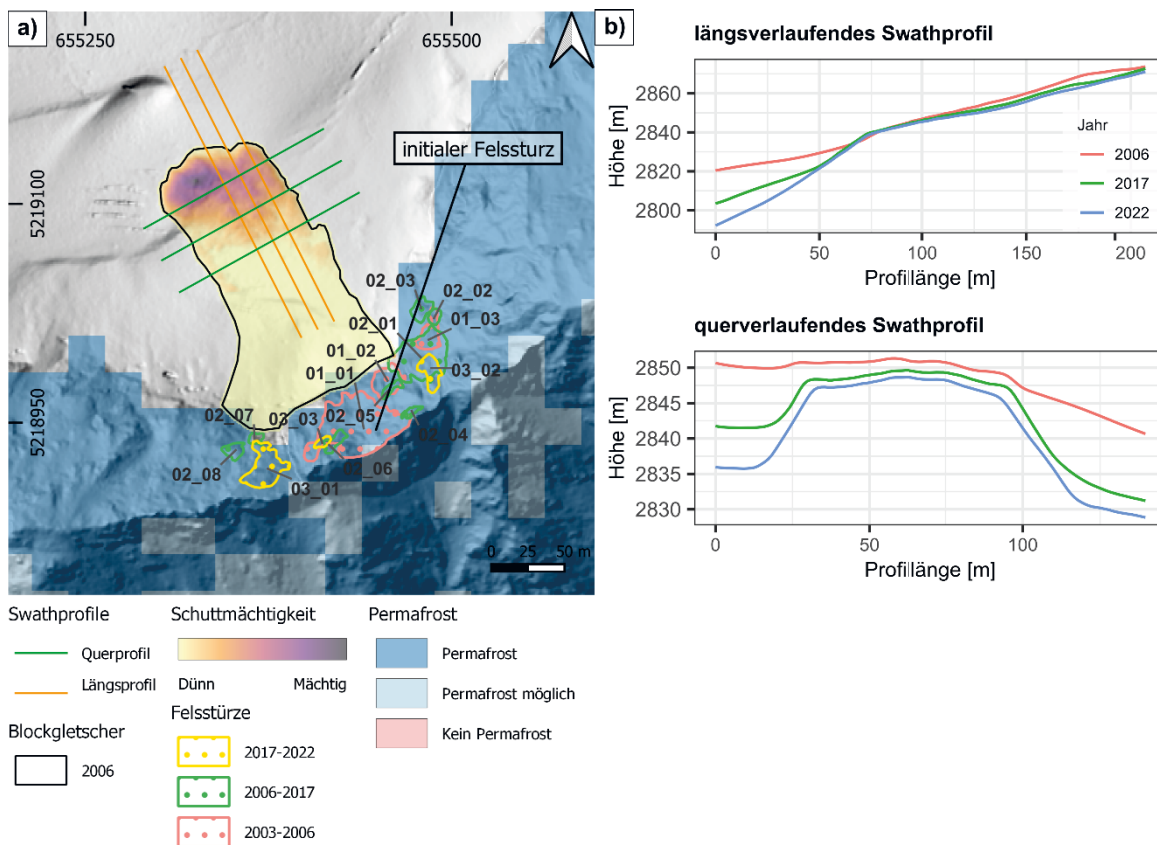 a)
655250
655500
5219100
5218950
initialer Felssturz
02_03
02_02
02_01
01_03
01_02
03_02
01_01
02_05
02_07
03_03
02_04
02_08
02_06
03_01
0 25 50 m
Swathprofile
Querprofil
Längsprofil
Blockgletscher
2006
Schuttmächtigkeit
Dünn Mächtig
Felsstürze
2017-2022
2006-2017
2003-2006
Permafrost
Permafrost
Permafrost möglich
Kein Permafrost
b)
längsverlaufendes Swathprofil
Höhe [m]
2860
2840
2820
2800
0 50 100 150 200
Profillänge [m]
Jahr
2006
2017
2022
querverlaufendes Swathprofil
Höhe [m]
2850
2845
2840
2835
2830
0 50 100
Profillänge [m]